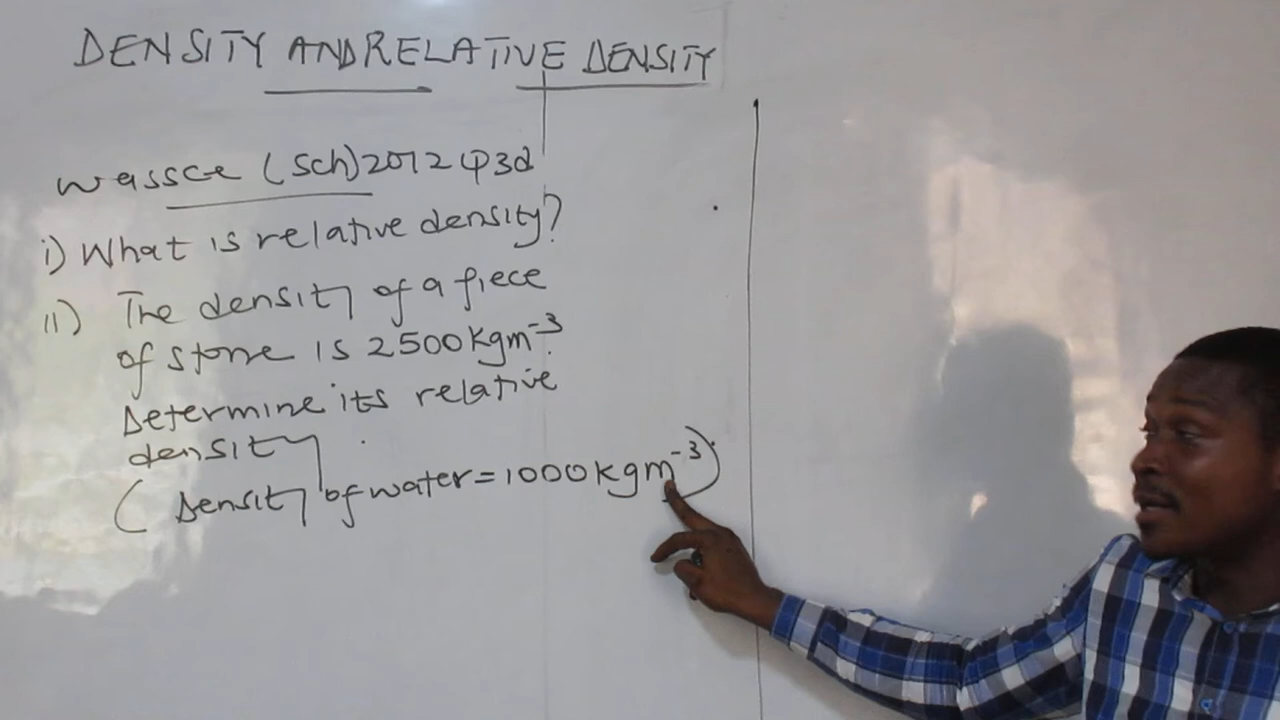 DENSITY AND RELATIVE DENSITY
wassce (Sch) 2012 Q3d
i) What is relative density?
ii) The density of a piece
of stone is 2500 kgm⁻³.
Determine its relative
density.
(Density of water = 1000 kgm⁻³)